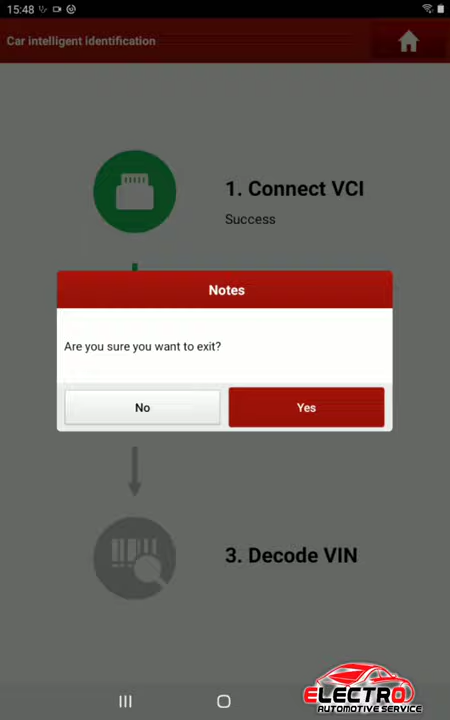 15:48
Car intelligent identification
1. Connect VCI
Success
Notes
Are you sure you want to exit?
No
Yes
3. Decode VIN
ELECTRO
AUTOMOTIVE SERVICE